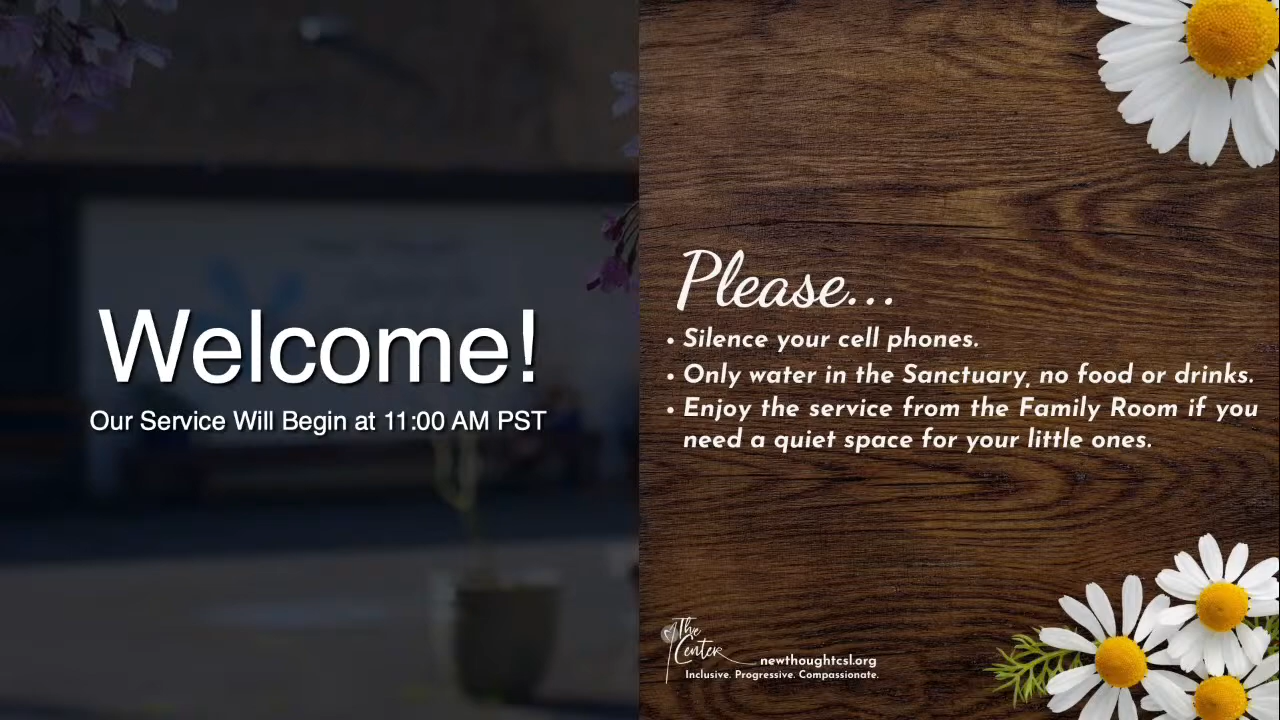 Welcome!
Our Service Will Begin at 11:00 AM PST
Please...
• Silence your cell phones.
• Only water in the Sanctuary, no food or drinks.
• Enjoy the service from the Family Room if you
need a quiet space for your little ones.
The
Center
newthoughtcsl.org
Inclusive. Progressive. Compassionate.